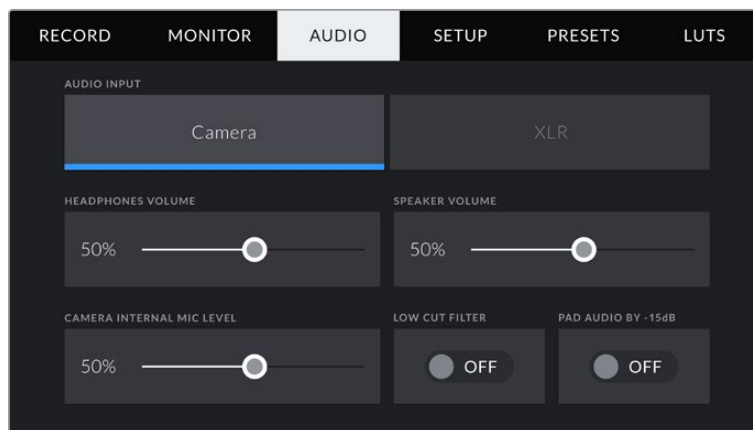 RECORD MONITOR AUDIO SETUP PRESETS LUTS
AUDIO INPUT
Camera XLR
HEADPHONES VOLUME SPEAKER VOLUME
50% 50%
CAMERA INTERNAL MIC LEVEL LOW CUT FILTER PAD AUDIO BY -15dB
50% OFF OFF